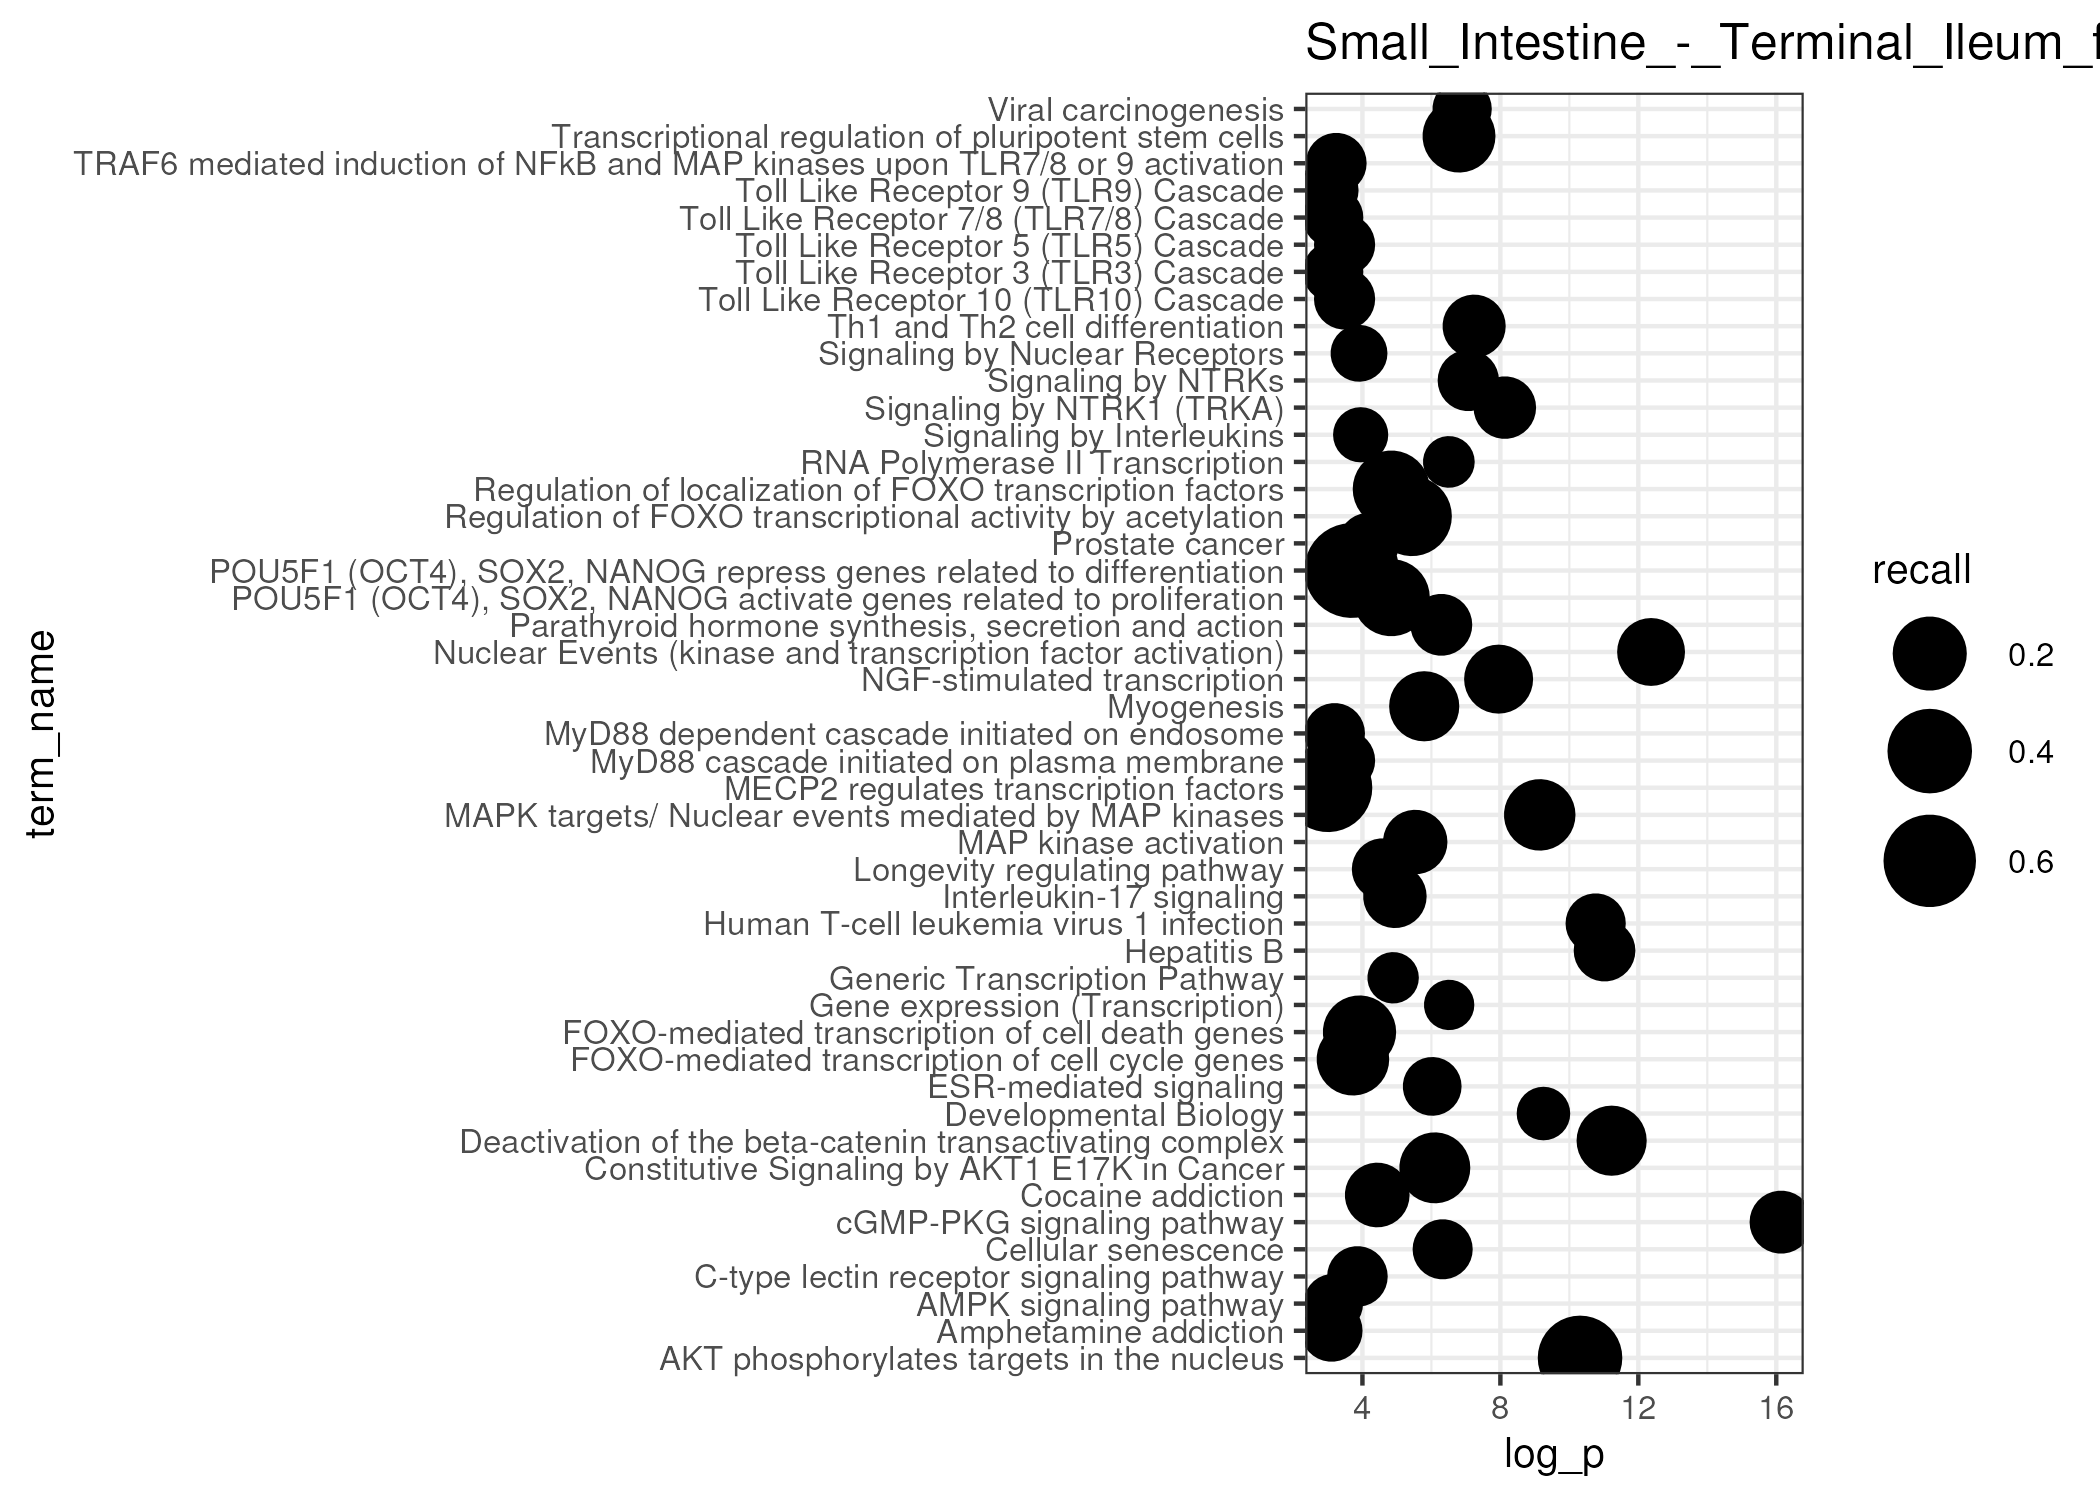 Small_Intestine_-_Terminal_Ileum_f
Viral carcinogenesis
Transcriptional regulation of pluripotent stem cells
TRAF6 mediated induction of NFkB and MAP kinases upon TLR7/8 or 9 activation
Toll Like Receptor 9 (TLR9) Cascade
Toll Like Receptor 7/8 (TLR7/8) Cascade
Toll Like Receptor 5 (TLR5) Cascade
Toll Like Receptor 3 (TLR3) Cascade
Toll Like Receptor 10 (TLR10) Cascade
Th1 and Th2 cell differentiation
Signaling by Nuclear Receptors
Signaling by NTRKs
Signaling by NTRK1 (TRKA)
Signaling by Interleukins
RNA Polymerase II Transcription
Regulation of localization of FOXO transcription factors
Regulation of FOXO transcriptional activity by acetylation
Prostate cancer
POU5F1 (OCT4), SOX2, NANOG repress genes related to differentiation
POU5F1 (OCT4), SOX2, NANOG activate genes related to proliferation
Parathyroid hormone synthesis, secretion and action
Nuclear Events (kinase and transcription factor activation)
NGF-stimulated transcription
Myogenesis
MyD88 dependent cascade initiated on endosome
MyD88 cascade initiated on plasma membrane
MECP2 regulates transcription factors
MAPK targets/ Nuclear events mediated by MAP kinases
MAP kinase activation
Longevity regulating pathway
Interleukin-17 signaling
Human T-cell leukemia virus 1 infection
Hepatitis B
Generic Transcription Pathway
Gene expression (Transcription)
FOXO-mediated transcription of cell death genes
FOXO-mediated transcription of cell cycle genes
ESR-mediated signaling
Developmental Biology
Deactivation of the beta-catenin transactivating complex
Constitutive Signaling by AKT1 E17K in Cancer
Cocaine addiction
cGMP-PKG signaling pathway
Cellular senescence
C-type lectin receptor signaling pathway
AMPK signaling pathway
Amphetamine addiction
AKT phosphorylates targets in the nucleus
term_name
4 8 12 16
log_p
recall
0.2
0.4
0.6